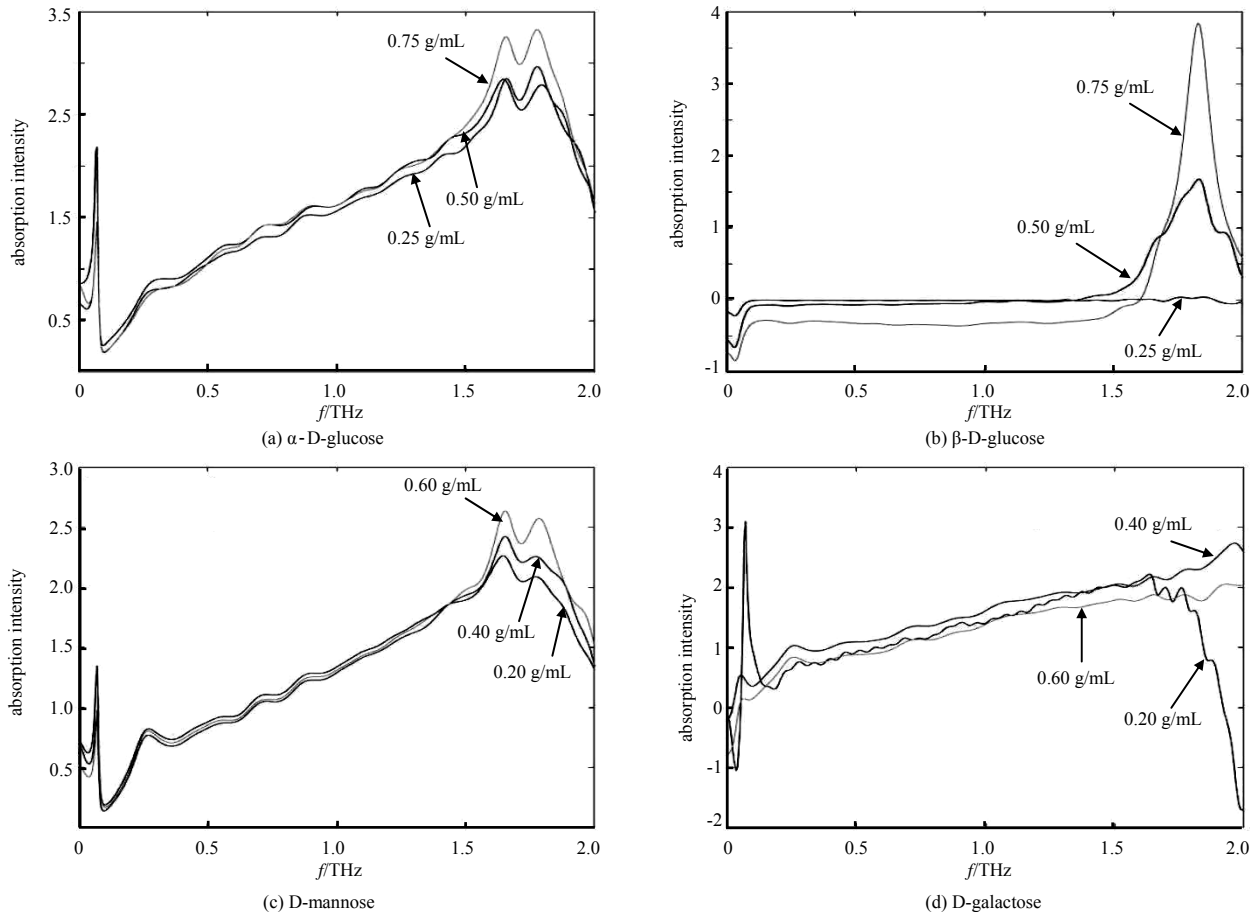 3.5
2.5
1.5
0.5
absorption intensity
0.75 g/mL
0.50 g/mL
0.25 g/mL
0 0.5 1.0 1.5 2.0
f/THz
(a) α-D-glucose
4
3
2
1
0
-1
absorption intensity
0.75 g/mL
0.50 g/mL
0.25 g/mL
0 0.5 1.0 1.5 2.0
f/THz
(b) β-D-glucose
3.0
2.5
2.0
1.5
1.0
0.5
absorption intensity
0.60 g/mL
0.40 g/mL
0.20 g/mL
0 0.5 1.0 1.5 2.0
f/THz
(c) D-mannose
4
3
2
1
0
-1
-2
absorption intensity
0.40 g/mL
0.60 g/mL
0.20 g/mL
0 0.5 1.0 1.5 2.0
f/THz
(d) D-galactose